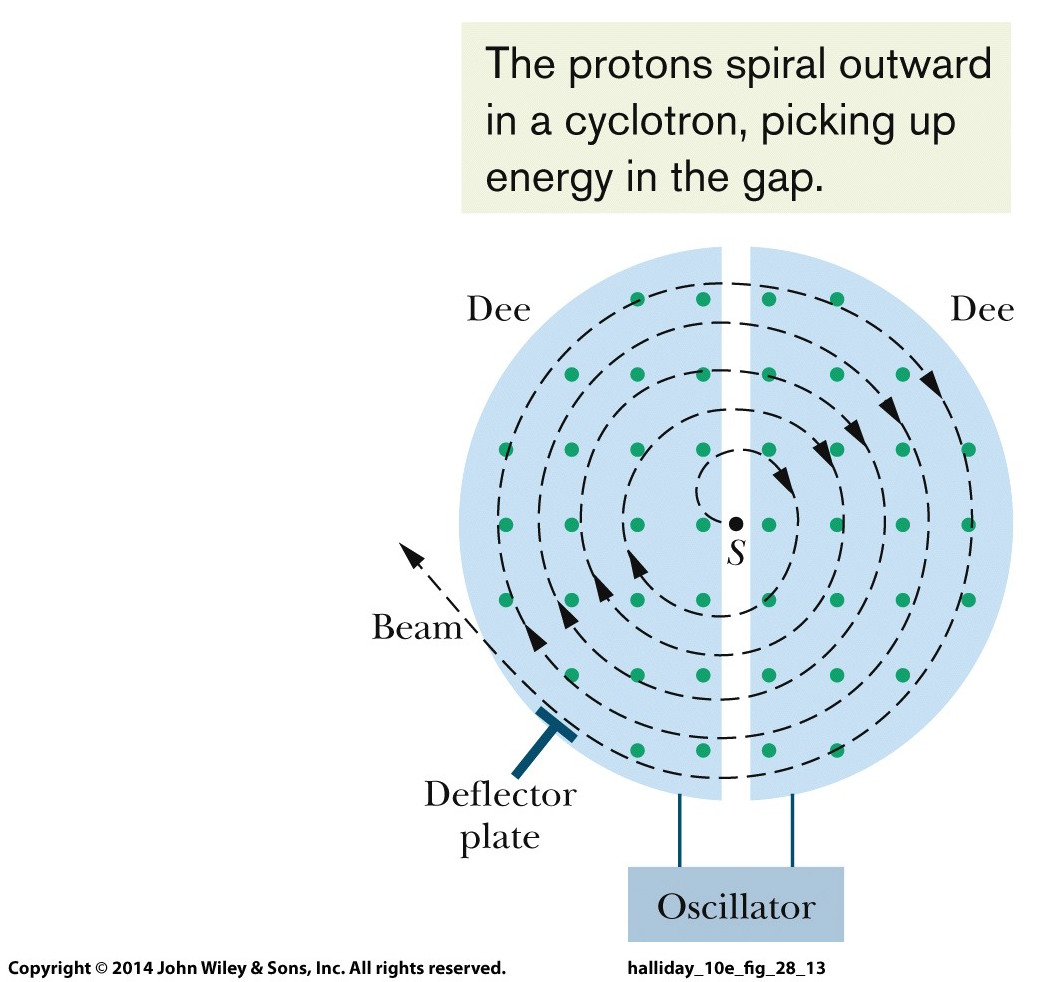 The protons spiral outward
in a cyclotron, picking up
energy in the gap.
Dee
Dee
S
Beam
Deflector
plate
Oscillator
Copyright © 2014 John Wiley & Sons, Inc. All rights reserved.
halliday_10e_fig_28_13